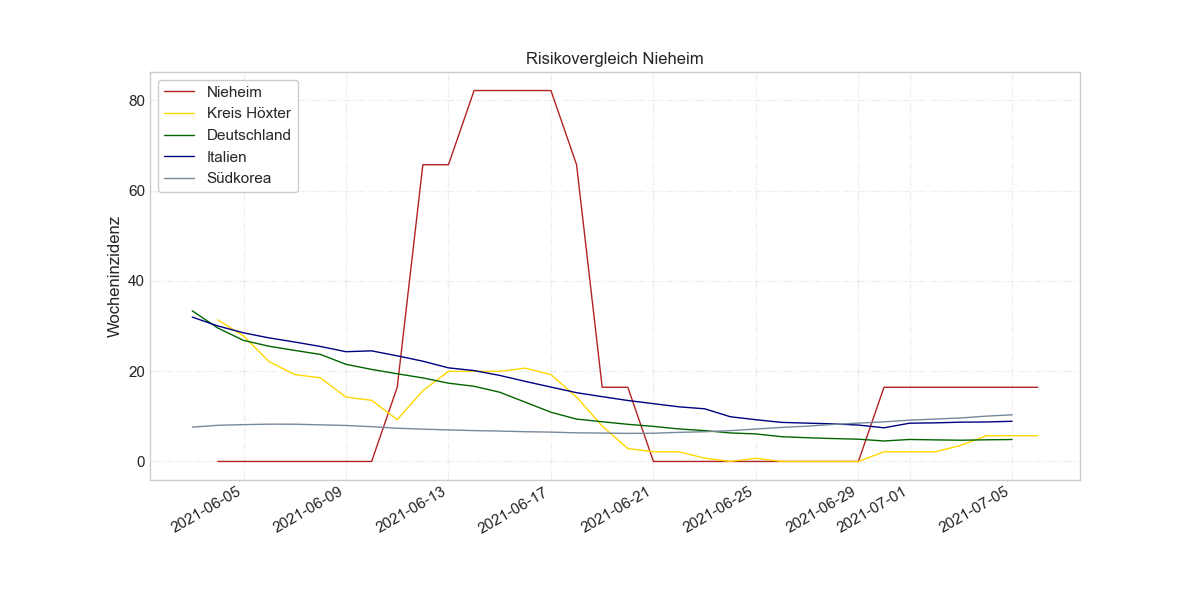 Risikovergleich Nieheim
Nieheim
Kreis Höxter
Deutschland
Italien
Südkorea
Wocheninzidenz
80
60
40
20
0
2021-06-05
2021-06-09
2021-06-13
2021-06-17
2021-06-21
2021-06-25
2021-06-29
2021-07-01
2021-07-05